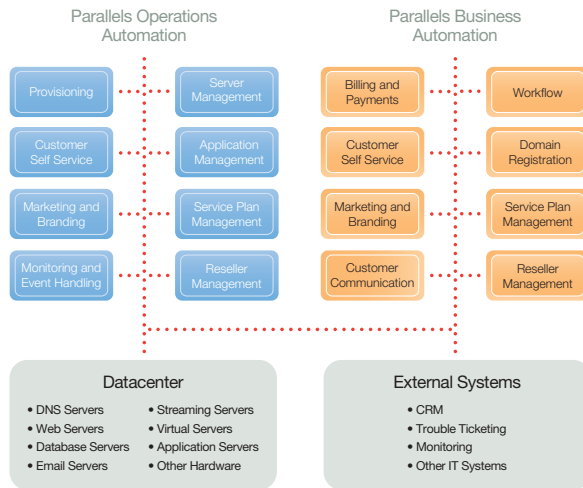 Parallels Operations
Automation
Provisioning
Server
Management
Customer
Self Service
Application
Management
Marketing and
Branding
Service Plan
Management
Monitoring and
Event Handling
Reseller
Management
Parallels Business
Automation
Billing and
Payments
Workflow
Customer
Self Service
Domain
Registration
Marketing and
Branding
Service Plan
Management
Customer
Communication
Reseller
Management
Datacenter
• DNS Servers
• Web Servers
• Database Servers
• Email Servers
• Streaming Servers
• Virtual Servers
• Application Servers
• Other Hardware
External Systems
• CRM
• Trouble Ticketing
• Monitoring
• Other IT Systems